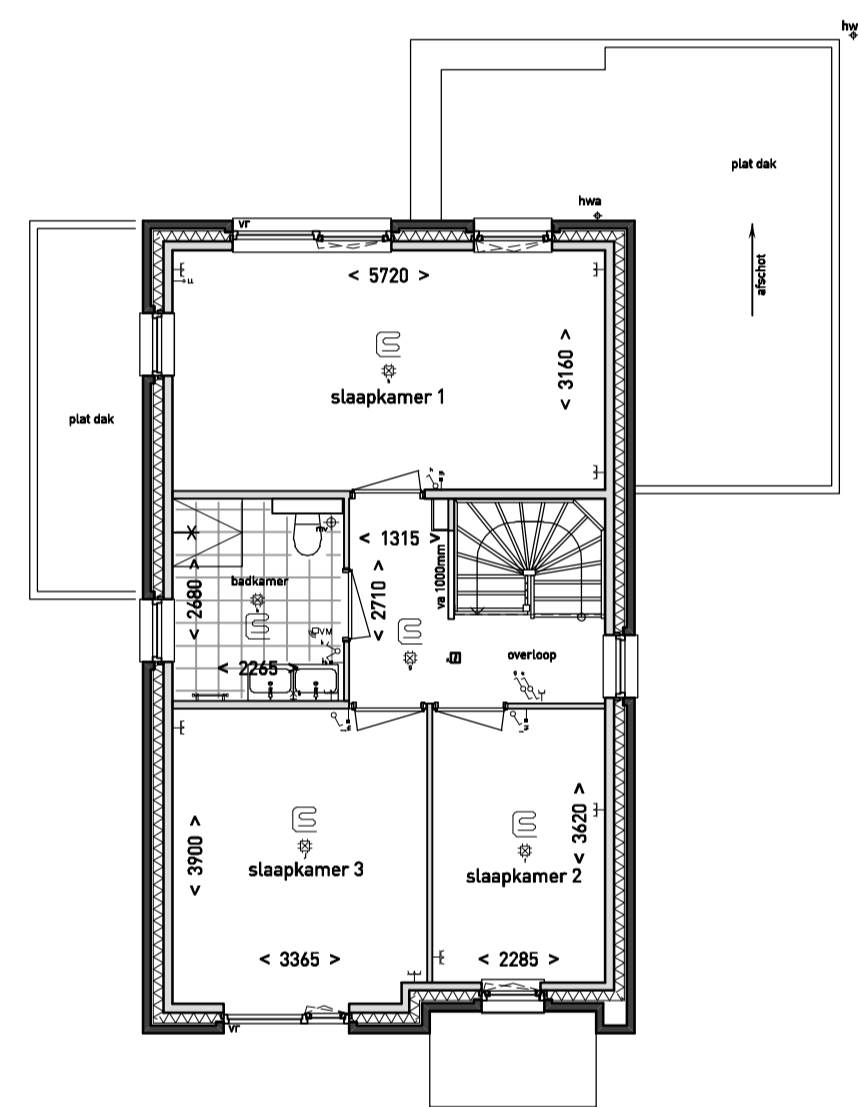 hw
plat dak
hwa
afschot
vr
< 5720 >
< 3160 >
slaapkamer 1
plat dak
< 1315 >
mv
< 2680 >
badkamer
< 2710 >
va 1000mm
VM
overloop
< 2265 >
< 3900 >
slaapkamer 3
< 3620 >
slaapkamer 2
< 3365 >
< 2285 >
vr